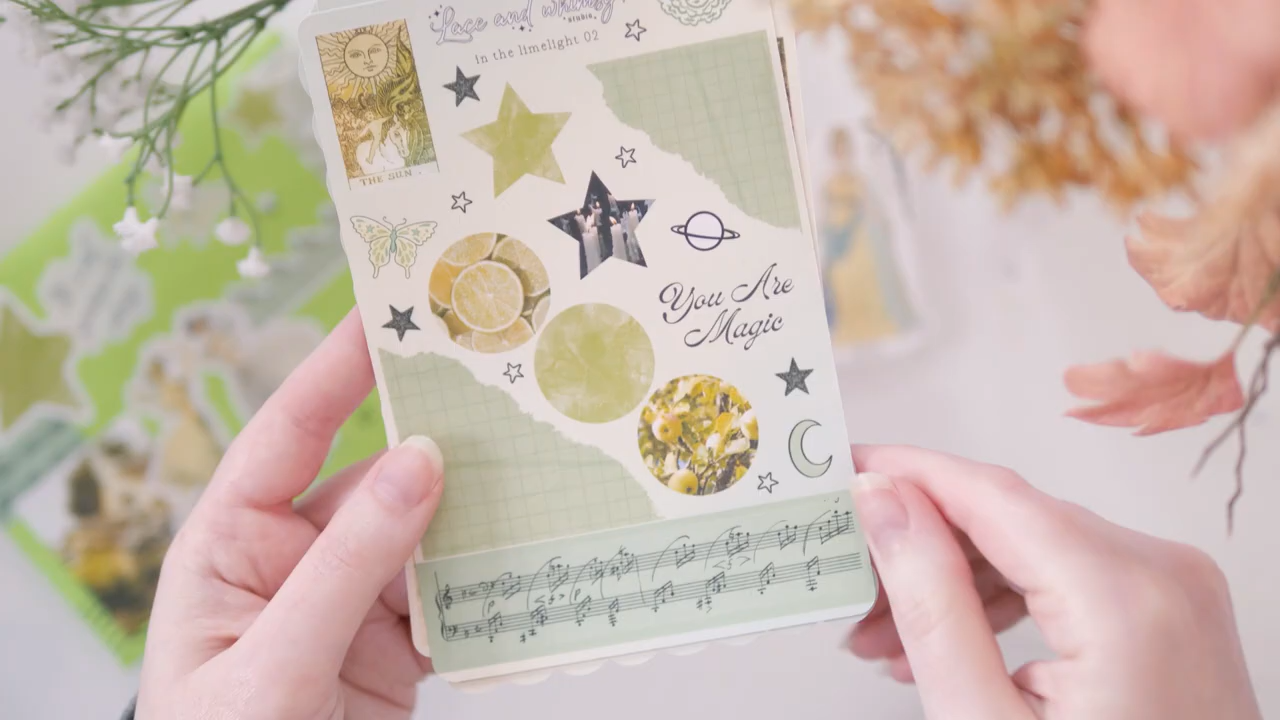 Lace and whimsy
STUDIO
in the limelight 02
THE SUN.
You Are
Magic